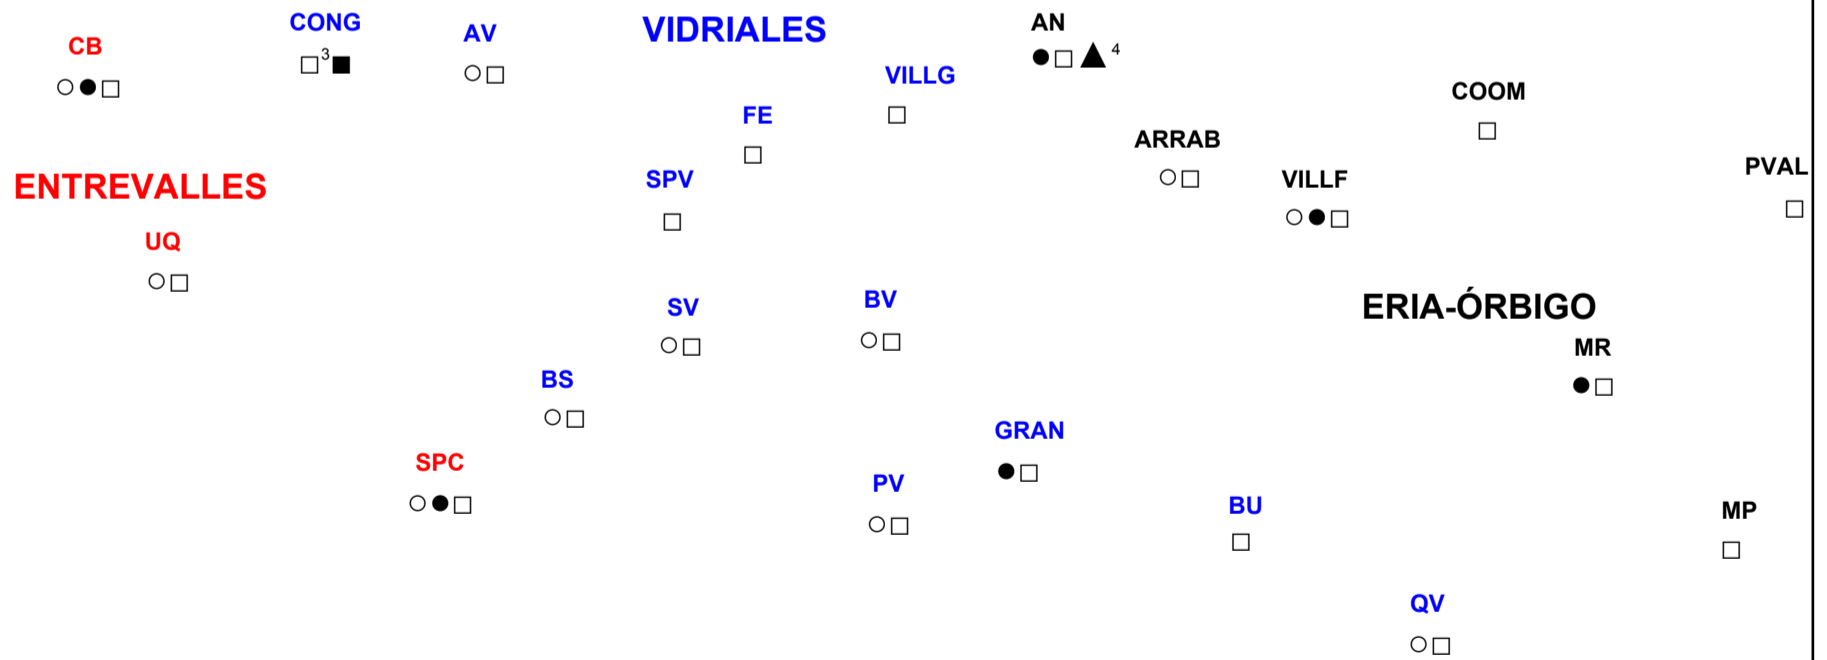 CONG
VIDRIALES
AN
AV
CB
3
4
VILLG
COOM
FE
ARRAB
PVAL
SPV
VILLF
ENTREVALLES
UQ
BV
SV
ERIA-ÓRBIGO
MR
BS
GRAN
SPC
PV
BU
MP
QV